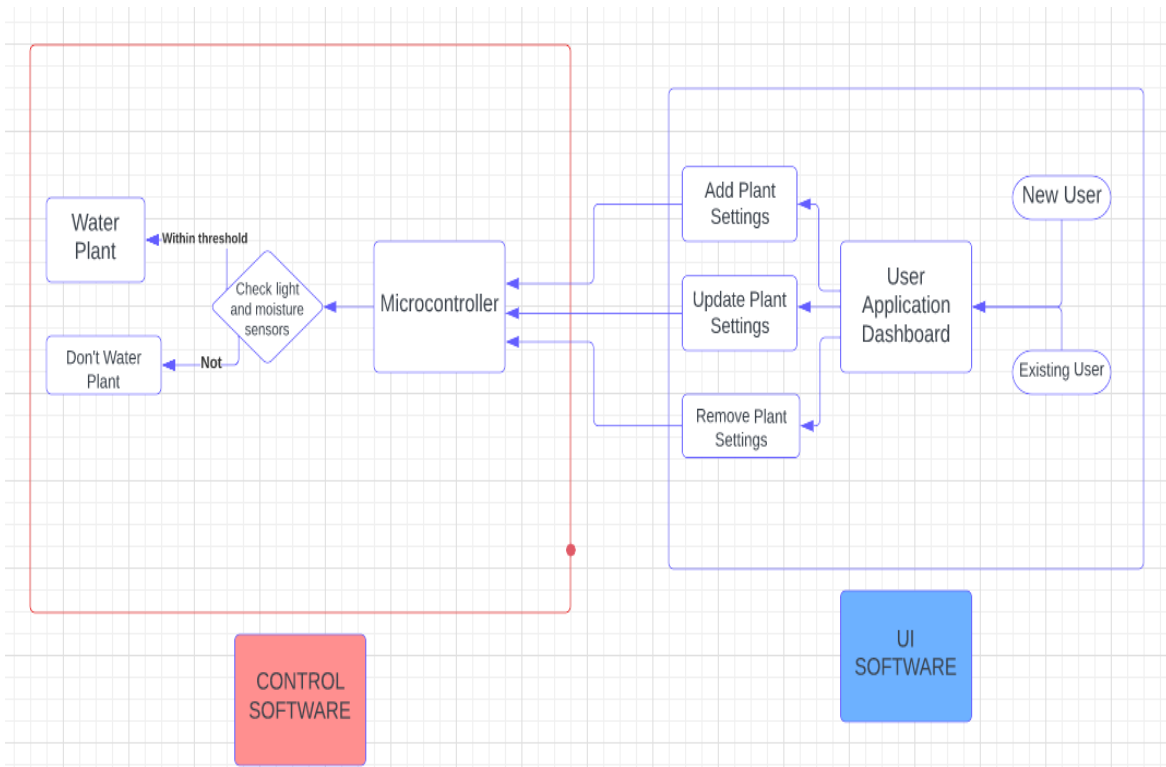 Water
Plant
Within threshold
Check light
and moisture
sensors
Don't Water
Plant
Not
Microcontroller
Add Plant
Settings
Update Plant
Settings
Remove Plant
Settings
User
Application
Dashboard
New User
Existing User
CONTROL
SOFTWARE
UI
SOFTWARE